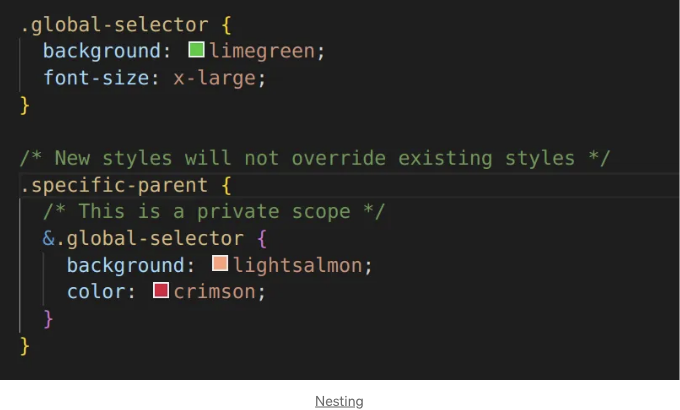 .global-selector {
background: limegreen;
font-size: x-large;
}
/* New styles will not override existing styles */
.specific-parent {
/* This is a private scope */
&.global-selector {
background: lightsalmon;
color: crimson;
}
}
Nesting